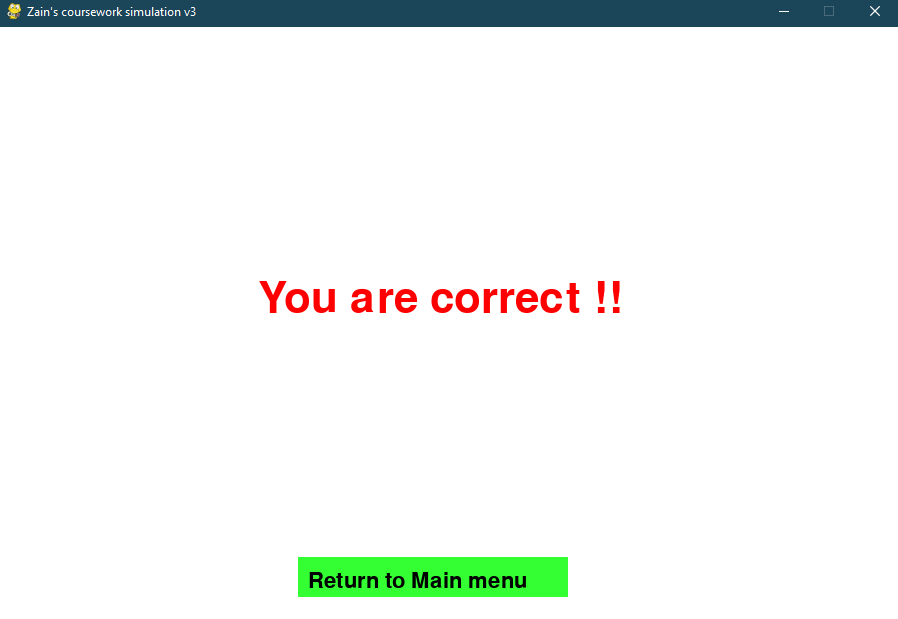 Zain's coursework simulation v3
You are correct !!
Return to Main menu